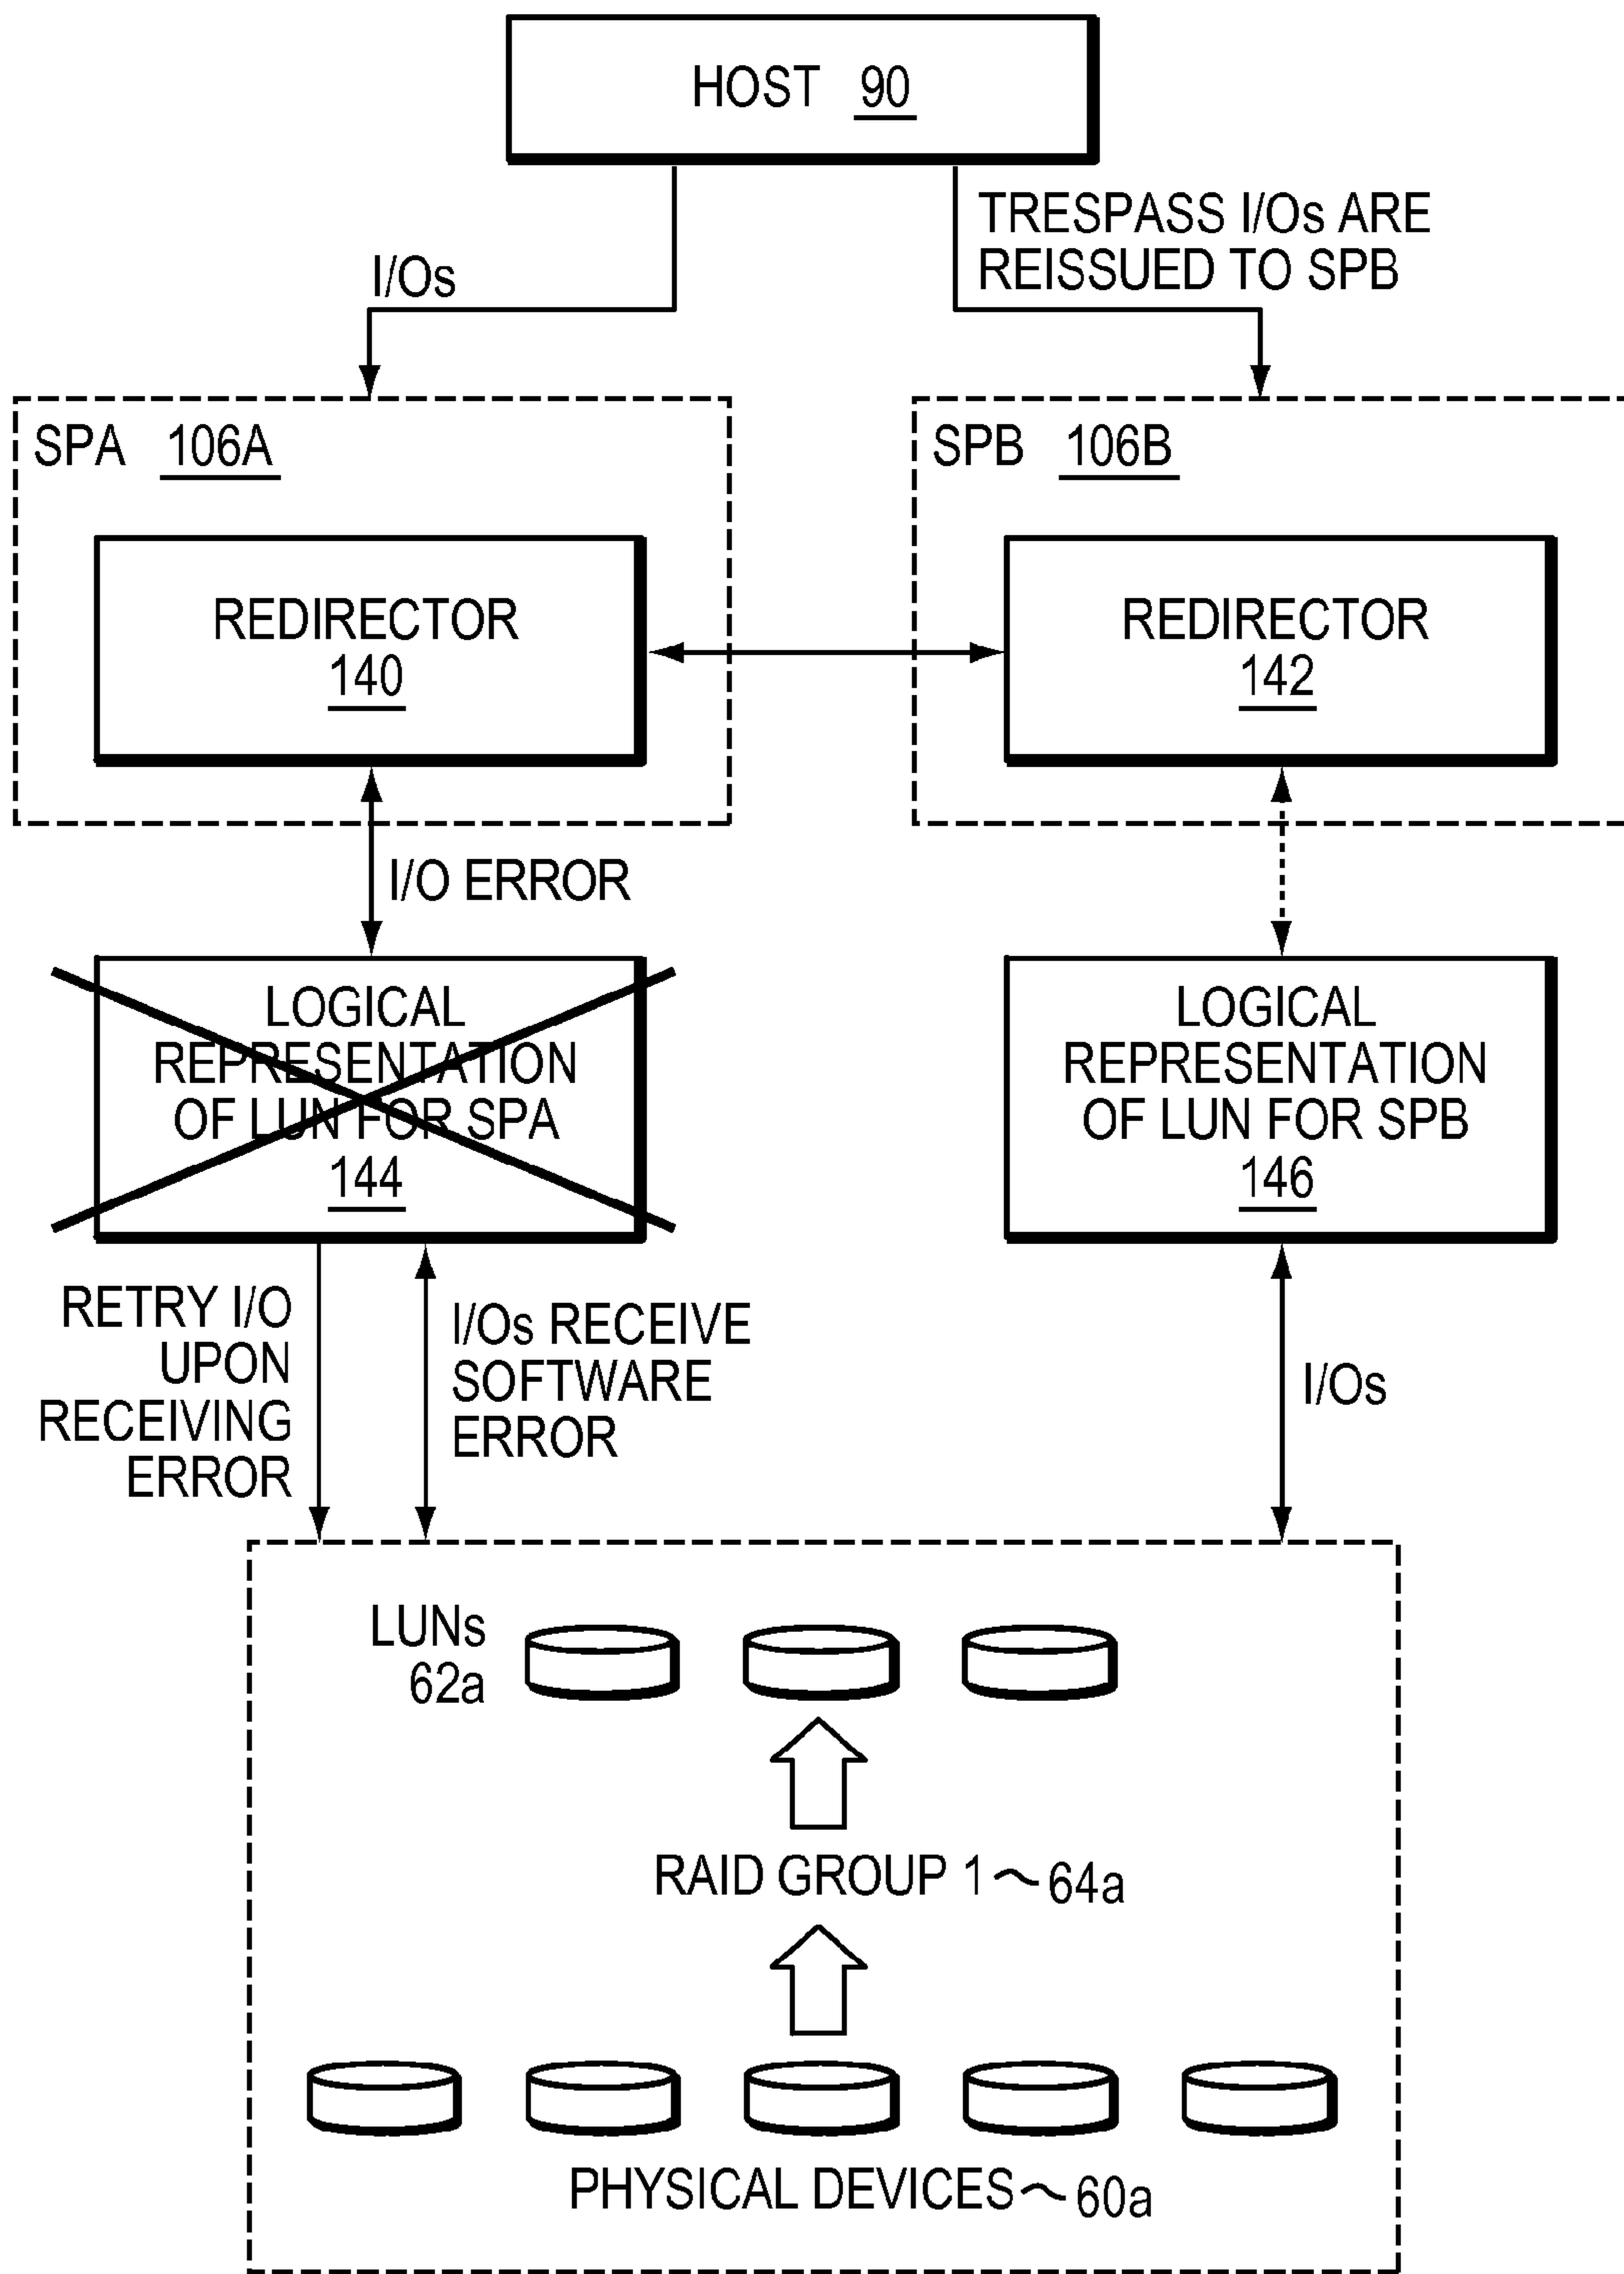 HOST 90
I/Os
TRESPASS I/Os ARE
REISSUED TO SPB
SPA 106A
SPB 106B
REDIRECTOR
140
REDIRECTOR
142
I/O ERROR
LOGICAL
REPRESENTATION
OF LUN FOR SPA
144
LOGICAL
REPRESENTATION
OF LUN FOR SPB
146
RETRY I/O
UPON
RECEIVING
ERROR
I/Os RECEIVE
SOFTWARE
ERROR
I/Os
LUNs
62a
RAID GROUP 1 64a
PHYSICAL DEVICES 60a